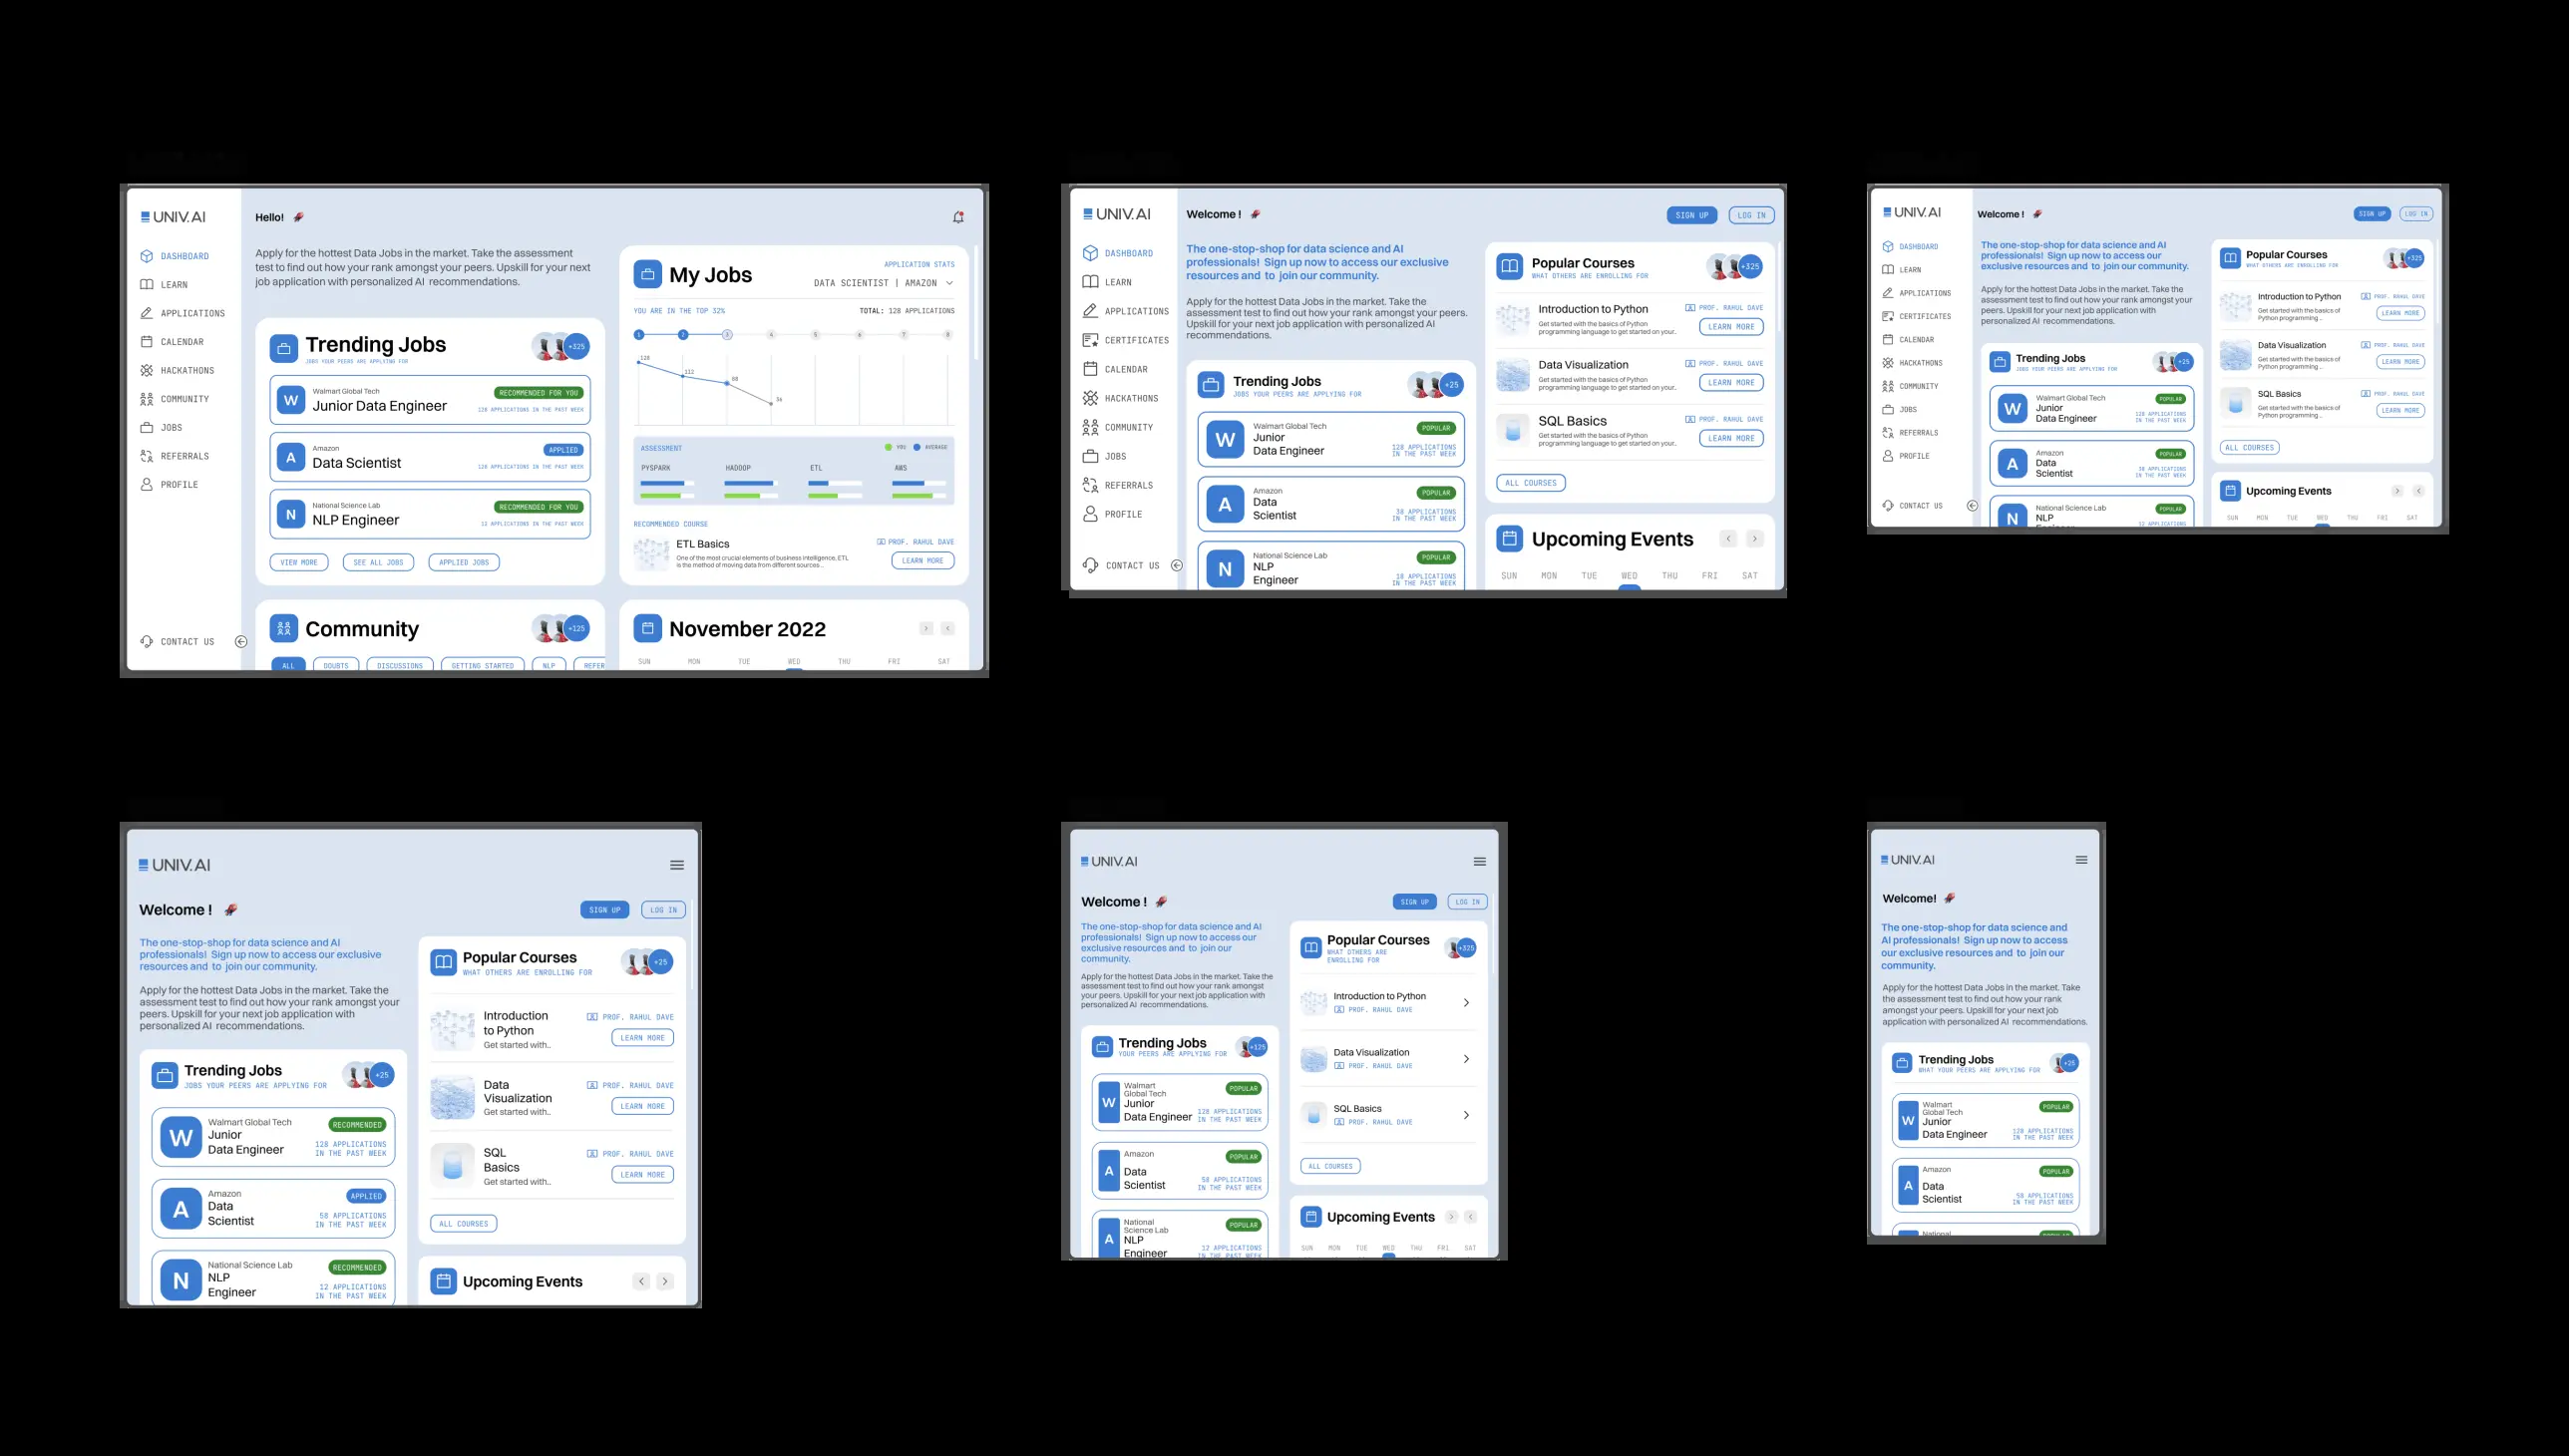 UNIV.AI
DASHBOARD
LEARN
APPLICATIONS
CALENDAR
HACKATHONS
COMMUNITY
JOBS
REFERRALS
PROFILE
CONTACT US
Hello!
Apply for the hottest Data Jobs in the market. Take the assessment
test to find out how your rank amongst your peers. Upskill for your next
job application with personalized AI recommendations.
Trending Jobs
JOBS YOUR PEERS ARE APPLYING FOR
+325
W
Walmart Global Tech
Junior Data Engineer
RECOMMENDED FOR YOU
128 APPLICATIONS IN THE PAST WEEK
A
Amazon
Data Scientist
APPLIED
128 APPLICATIONS IN THE PAST WEEK
N
National Science Lab
NLP Engineer
RECOMMENDED FOR YOU
12 APPLICATIONS IN THE PAST WEEK
VIEW MORE
SEE ALL JOBS
APPLIED JOBS
Community
+125
ALL
DOUBTS
DISCUSSIONS
GETTING STARTED
NLP
REFER
My Jobs
APPLICATION STATS
DATA SCIENTIST | AMAZON
YOU ARE IN THE TOP 32%
TOTAL: 128 APPLICATIONS
1 2 3 4 5 6 7 8
128
112
88
34
ASSESSMENT
YOU
AVERAGE
PYSPARK
HADOOP
ETL
AWS
RECOMMENDED COURSE
ETL Basics
One of the most crucial elements of business intelligence, ETL
is the method of moving data from different sources ...
PROF. RAHUL DAVE
LEARN MORE
November 2022
SUN MON TUE WED THU FRI SAT
UNIV.AI
DASHBOARD
LEARN
APPLICATIONS
CERTIFICATES
CALENDAR
HACKATHONS
COMMUNITY
JOBS
REFERRALS
PROFILE
CONTACT US
Welcome !
SIGN UP
LOG IN
The one-stop-shop for data science and AI
professionals! Sign up now to access our exclusive
resources and to join our community.
Apply for the hottest Data Jobs in the market. Take the
assessment test to find out how your rank amongst your peers.
Upskill for your next job application with personalized AI
recommendations.
Trending Jobs
JOBS YOUR PEERS ARE APPLYING FOR
+25
W
Walmart Global Tech
Junior
Data Engineer
POPULAR
128 APPLICATIONS
IN THE PAST WEEK
A
Amazon
Data
Scientist
POPULAR
38 APPLICATIONS
IN THE PAST WEEK
N
National Science Lab
NLP
Engineer
POPULAR
18 APPLICATIONS
IN THE PAST WEEK
Popular Courses
WHAT OTHERS ARE ENROLLING FOR
+325
Introduction to Python
Get started with the basics of Python
programming language to get started on your..
PROF. RAHUL DAVE
LEARN MORE
Data Visualization
Get started with the basics of Python
programming language to get started on your..
PROF. RAHUL DAVE
LEARN MORE
SQL Basics
Get started with the basics of Python
programming language to get started on your..
PROF. RAHUL DAVE
LEARN MORE
ALL COURSES
Upcoming Events
SUN MON TUE WED THU FRI SAT
UNIV.AI
DASHBOARD
LEARN
APPLICATIONS
CERTIFICATES
CALENDAR
HACKATHONS
COMMUNITY
JOBS
REFERRALS
PROFILE
CONTACT US
Welcome !
SIGN UP
LOG IN
The one-stop-shop for data science and AI
professionals! Sign up now to access our
exclusive resources and to join our community.
Apply for the hottest Data Jobs in the market. Take the
assessment test to find out how your rank amongst your
peers. Upskill for your next job application with
personalized AI recommendations.
Trending Jobs
JOBS YOUR PEERS ARE APPLYING FOR
+25
W
Walmart Global Tech
Junior
Data Engineer
POPULAR
128 APPLICATIONS
IN THE PAST WEEK
A
Amazon
Data
Scientist
POPULAR
38 APPLICATIONS
IN THE PAST WEEK
N
National Science Lab
NLP
POPULAR
12 APPLICATIONS
Popular Courses
WHAT OTHERS ARE ENROLLING FOR
+325
Introduction to Python
Get started with the basics of
Python programming ..
PROF. RAHUL DAVE
LEARN MORE
Data Visualization
Get started with the basics of
Python programming ..
PROF. RAHUL DAVE
LEARN MORE
SQL Basics
Get started with the basics of
Python programming ..
PROF. RAHUL DAVE
LEARN MORE
ALL COURSES
Upcoming Events
SUN MON TUE WED THU FRI SAT
UNIV.AI
Welcome !
SIGN UP
LOG IN
The one-stop-shop for data science and AI
professionals! Sign up now to access our exclusive
resources and to join our community.
Apply for the hottest Data Jobs in the market. Take the
assessment test to find out how your rank amongst your
peers. Upskill for your next job application with
personalized AI recommendations.
Trending Jobs
JOBS YOUR PEERS ARE APPLYING FOR
+25
W
Walmart Global Tech
Junior
Data Engineer
RECOMMENDED
128 APPLICATIONS
IN THE PAST WEEK
A
Amazon
Data
Scientist
APPLIED
58 APPLICATIONS
IN THE PAST WEEK
N
National Science Lab
NLP
Engineer
RECOMMENDED
12 APPLICATIONS
IN THE PAST WEEK
Popular Courses
WHAT OTHERS ARE ENROLLING FOR
+25
Introduction
to Python
Get started with..
PROF. RAHUL DAVE
LEARN MORE
Data
Visualization
Get started with..
PROF. RAHUL DAVE
LEARN MORE
SQL
Basics
Get started with..
PROF. RAHUL DAVE
LEARN MORE
ALL COURSES
Upcoming Events
UNIV.AI
Welcome !
SIGN UP
LOG IN
The one-stop-shop for data science and AI
professionals! Sign up now to access our
exclusive resources and to join our
community.
Apply for the hottest Data Jobs in the market. Take the
assessment test to find out how your rank amongst
your peers. Upskill for your next job application with
personalized AI recommendations.
Trending Jobs
YOUR PEERS ARE APPLYING FOR
+125
W
Walmart
Global Tech
Junior
Data Engineer
POPULAR
128 APPLICATIONS
IN THE PAST WEEK
A
Amazon
Data
Scientist
POPULAR
58 APPLICATIONS
IN THE PAST WEEK
A
National
Science Lab
NLP
Engineer
POPULAR
12 APPLICATIONS
IN THE PAST WEEK
Popular Courses
WHAT OTHERS ARE
ENROLLING FOR
+325
Introduction to Python
PROF. RAHUL DAVE
Data Visualization
PROF. RAHUL DAVE
SQL Basics
PROF. RAHUL DAVE
ALL COURSES
Upcoming Events
SUN MON TUE WED THU FRI SAT
UNIV.AI
Welcome!
The one-stop-shop for data science and
AI professionals! Sign up now to access
our exclusive resources and to join our
community.
Apply for the hottest Data Jobs in the market. Take
the assessment test to find out how your rank
amongst your peers. Upskill for your next job
application with personalized AI recommendations.
Trending Jobs
WHAT YOUR PEERS ARE APPLYING FOR
+25
W
Walmart
Global Tech
Junior
Data Engineer
POPULAR
128 APPLICATIONS
IN THE PAST WEEK
A
Amazon
Data
Scientist
POPULAR
58 APPLICATIONS
IN THE PAST WEEK
National